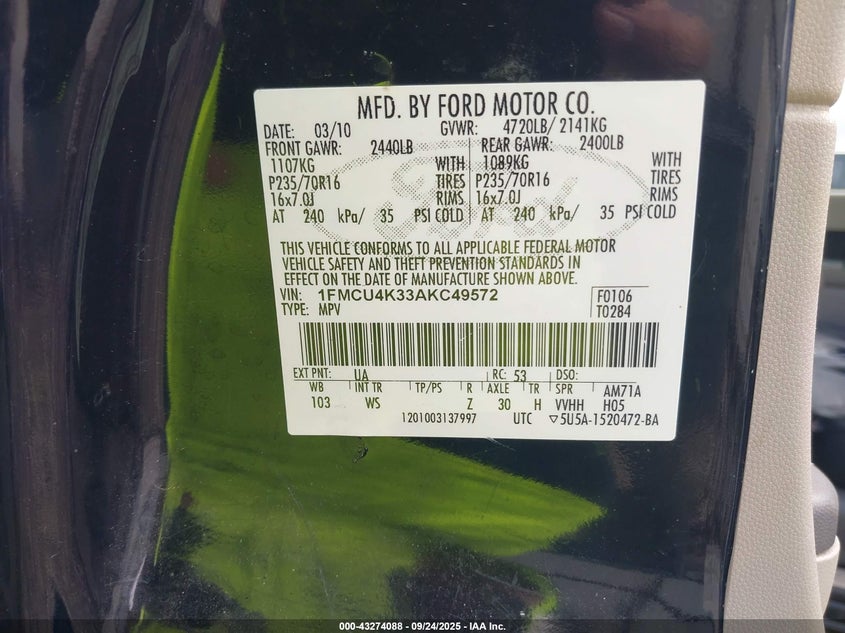 MFD. BY FORD MOTOR CO.
DATE: 03/10 GVWR: 4720LB/ 2141KG
FRONT GAWR: 2440LB REAR GAWR: 2400LB
1107KG WITH 1089KG WITH
P235/70R16 TIRES P235/70R16 TIRES
16x7.0J RIMS 16x7.0J RIMS
AT 240 kPa/ 35 PSI COLD AT 240 kPa/ 35 PSI COLD
THIS VEHICLE CONFORMS TO ALL APPLICABLE FEDERAL MOTOR
VEHICLE SAFETY AND THEFT PREVENTION STANDARDS IN
EFFECT ON THE DATE OF MANUFACTURE SHOWN ABOVE.
VIN: 1FMCU4K33AKC49572 F0106
TYPE: MPV T0284
EXT PNT: UA RC: 53 DSO:
WB INT TR TP/PS R AXLE TR SPR AM71A
103 WS Z 30 H VVHH H05
1201003137997 UTC ▽5U5A-1520472-BA
Ford
000-43274088 - 09/24/2025 - IAA Inc.